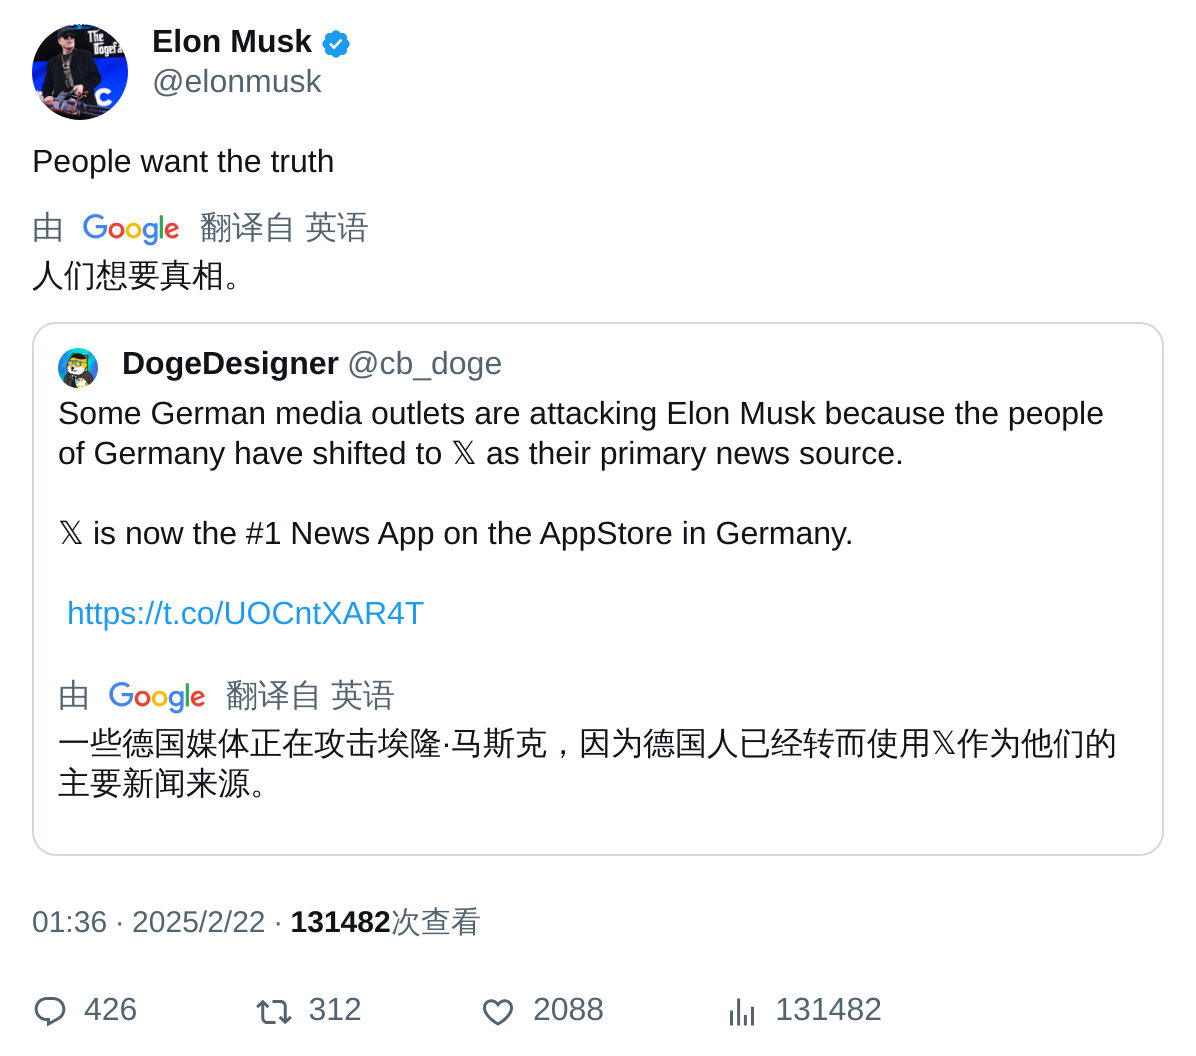 The
Dogefa
Elon Musk
@elonmusk
People want the truth
由 Google 翻译自 英语
人们想要真相。
DogeDesigner @cb_doge
Some German media outlets are attacking Elon Musk because the people
of Germany have shifted to 𝕏 as their primary news source.
𝕏 is now the #1 News App on the AppStore in Germany.
https://t.co/UOCntXAR4T
由 Google 翻译自 英语
一些德国媒体正在攻击埃隆·马斯克，因为德国人已经转而使用𝕏作为他们的
主要新闻来源。
01:36 · 2025/2/22 · 131482次查看
426 312 2088 131482